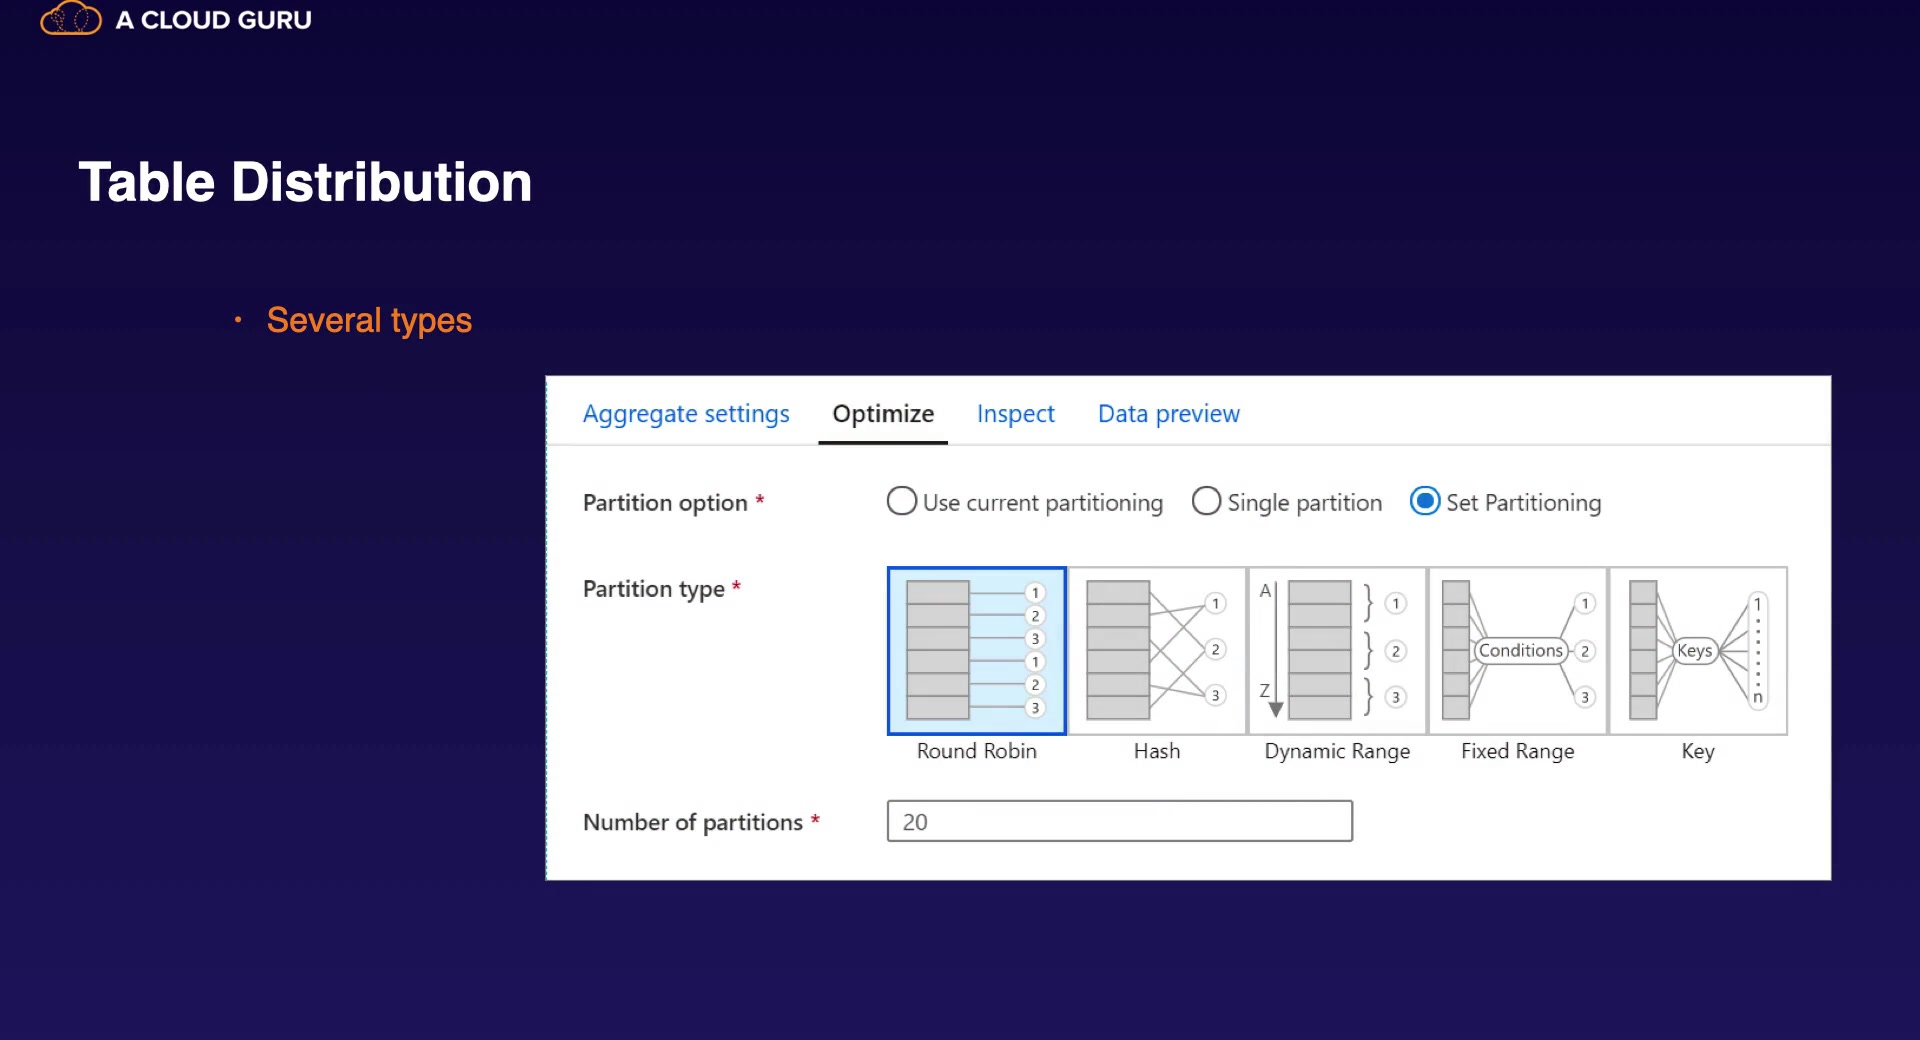 A CLOUD GURU
Table Distribution
• Several types
Aggregate settings Optimize Inspect Data preview
Partition option * Use current partitioning Single partition Set Partitioning
Partition type *
1
2
3
1
2
3
1
2
3
A
Z
1
2
3
Conditions
1
2
3
Keys
1
n
Round Robin Hash Dynamic Range Fixed Range Key
Number of partitions * 20